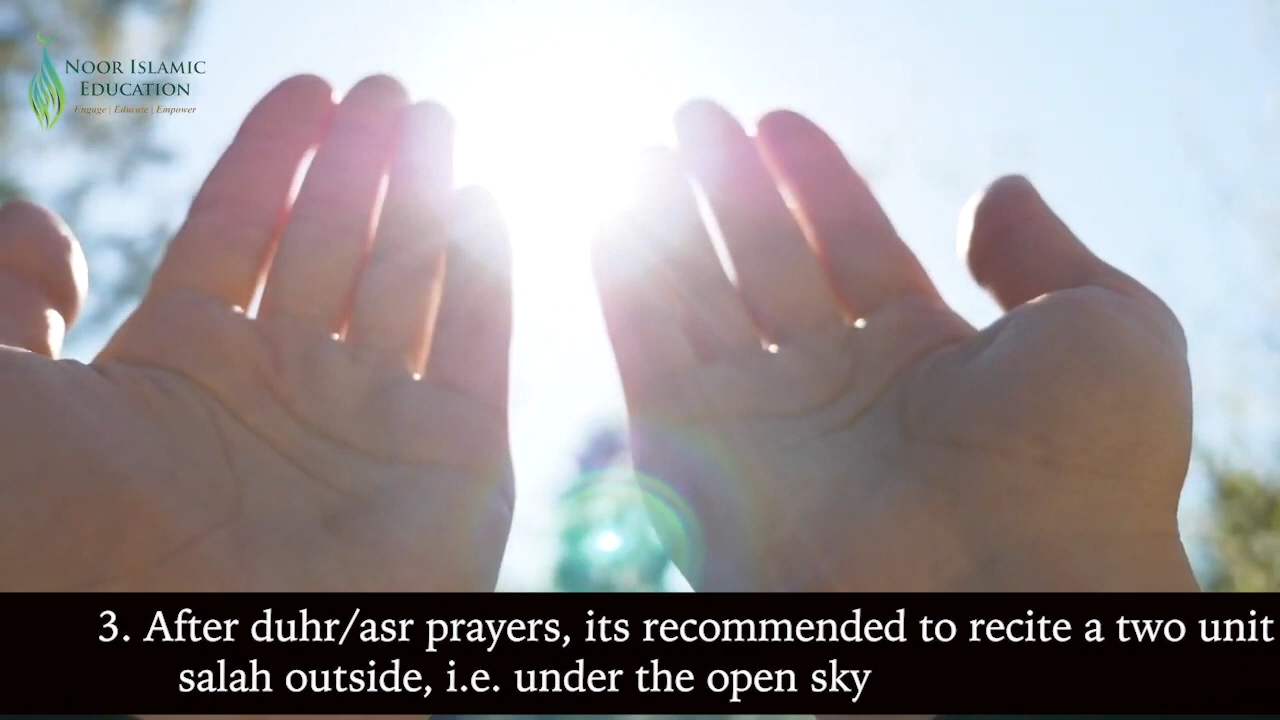 NOOR ISLAMIC
EDUCATION
Engage | Educate | Empower
3. After duhr/asr prayers, its recommended to recite a two unit
salah outside, i.e. under the open sky